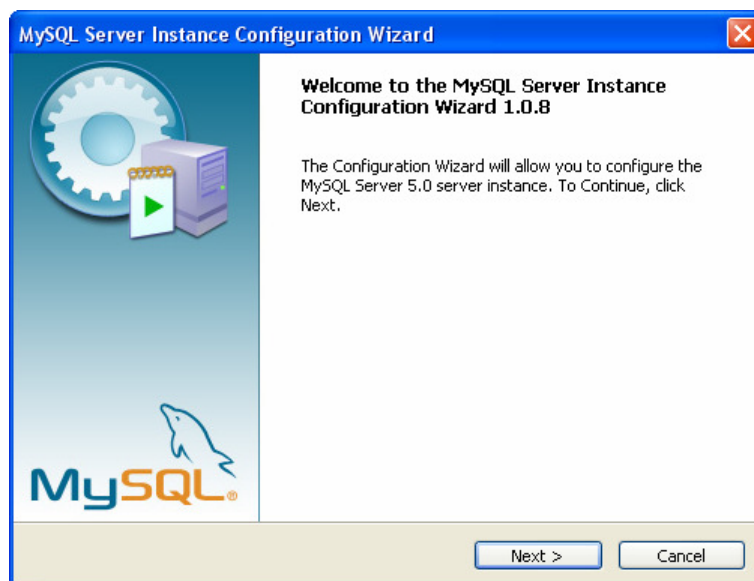 MySQL Server Instance Configuration Wizard
Welcome to the MySQL Server Instance
Configuration Wizard 1.0.8
The Configuration Wizard will allow you to configure the
MySQL Server 5.0 server instance. To Continue, click
Next.
MySQL®
Next >
Cancel